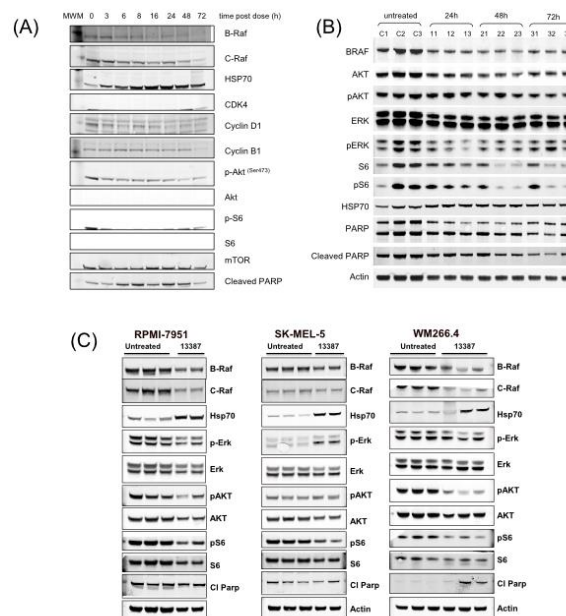 (A)
MWM 0 3 6 8 16 24 48 72 time post dose (h)
B-Raf
C-Raf
HSP70
CDK4
Cyclin D1
Cyclin B1
p-Akt (Ser473)
Akt
p-S6
S6
mTOR
Cleaved PARP
(B)
untreated 24h 48h 72h
C1 C2 C3 11 12 13 21 22 23 31 32
BRAF
AKT
pAKT
ERK
pERK
S6
pS6
HSP70
PARP
Cleaved PARP
Actin
(C)
RPMI-7951
Untreated 13387
B-Raf
C-Raf
Hsp70
p-Erk
Erk
pAKT
AKT
pS6
S6
Cl Parp
SK-MEL-5
Untreated 13387
B-Raf
C-Raf
Hsp70
p-Erk
Erk
pAKT
AKT
pS6
S6
Cl Parp
Actin
WM266.4
Untreated 13387
B-Raf
C-Raf
Hsp70
p-Erk
Erk
pAKT
AKT
pS6
S6
Cl Parp
Actin